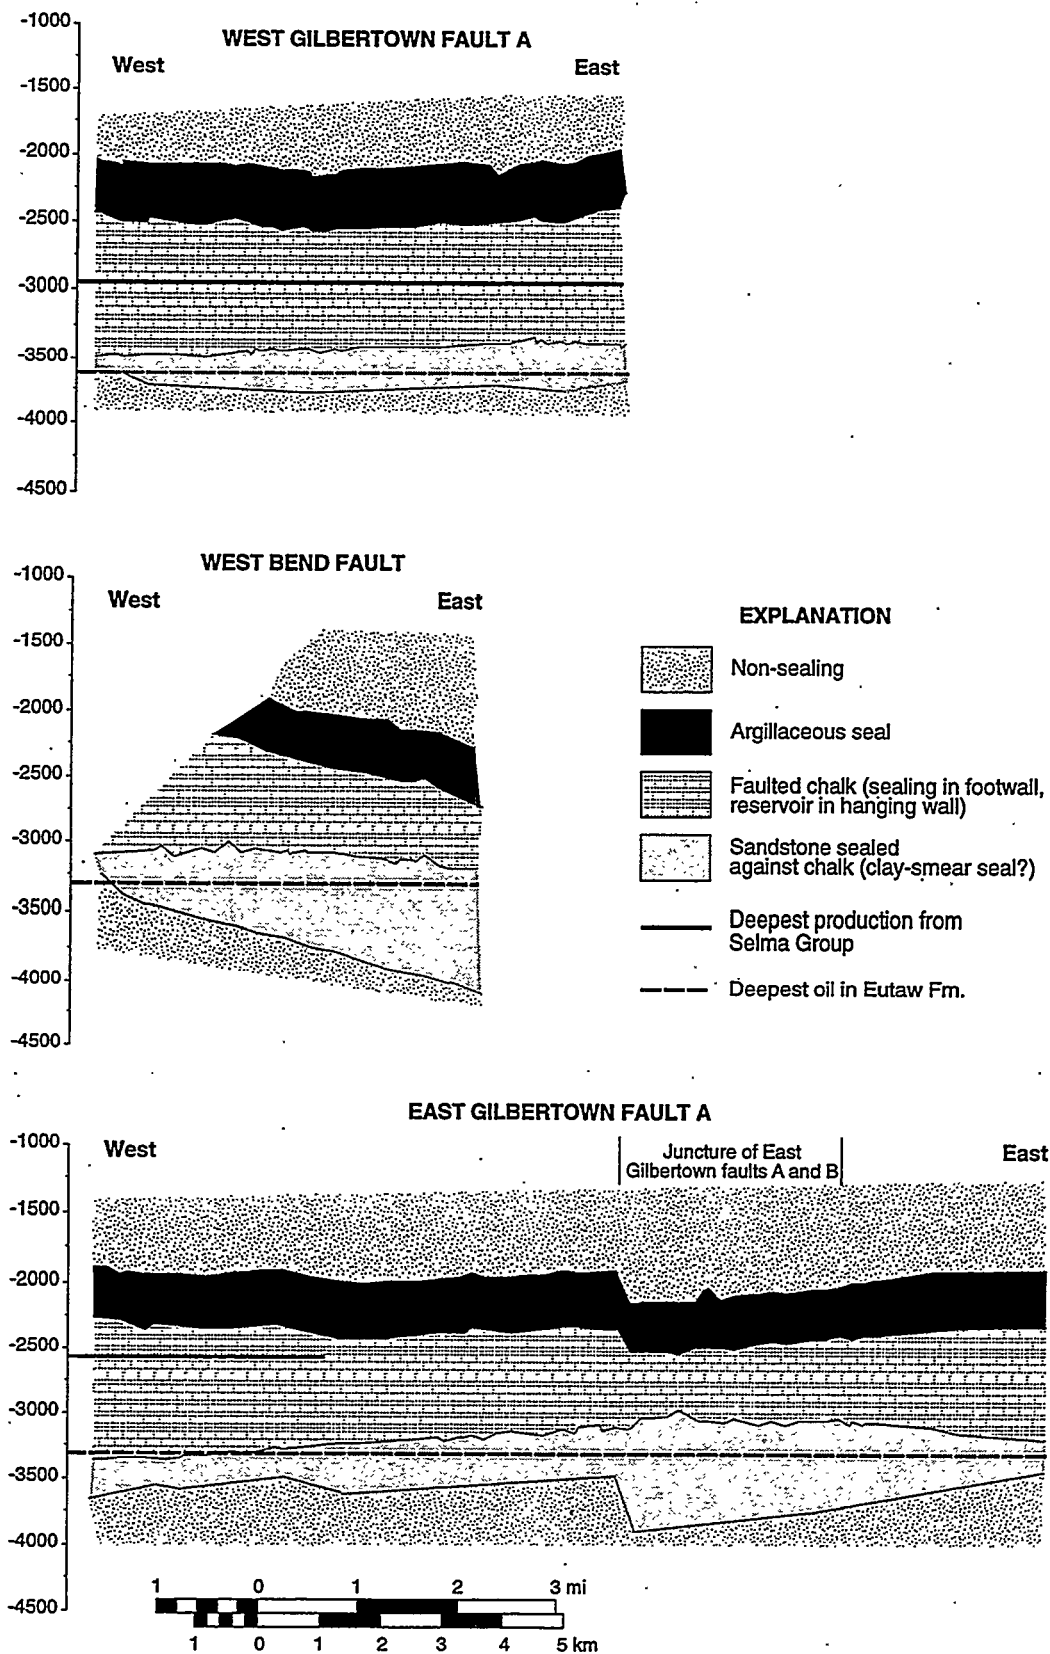 WEST GILBERTOWN FAULT A
West
East
-1000
-1500
-2000
-2500
-3000
-3500
-4000
-4500
WEST BEND FAULT
West
East
-1000
-1500
-2000
-2500
-3000
-3500
-4000
-4500
EXPLANATION
Non-sealing
Argillaceous seal
Faulted chalk (sealing in footwall,
reservoir in hanging wall)
Sandstone sealed
against chalk (clay-smear seal?)
Deepest production from
Selma Group
Deepest oil in Eutaw Fm.
EAST GILBERTOWN FAULT A
West
Juncture of East
Gilbertown faults A and B
East
-1000
-1500
-2000
-2500
-3000
-3500
-4000
-4500
1 0 1 2 3 mi
1 0 1 2 3 4 5 km